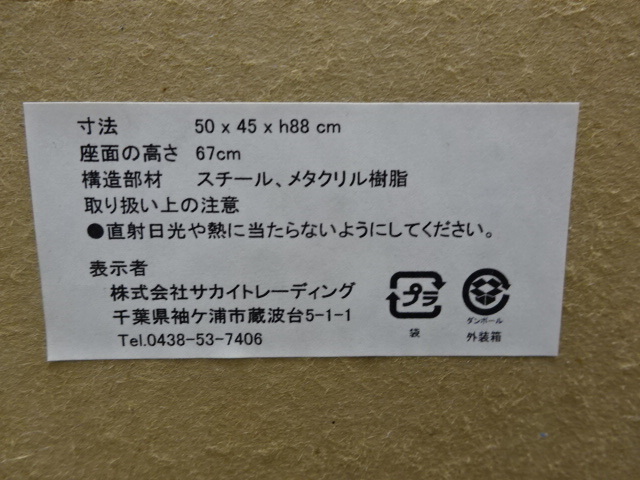 寸法 50 x 45 x h88 cm
座面の高さ 67cm
構造部材 スチール、メタクリル樹脂
取り扱い上の注意
●直射日光や熱に当たらないようにしてください。
表示者
株式会社サカイトレーディング
千葉県袖ケ浦市蔵波台5-1-1
Tel.0438-53-7406
プラ
袋
ダンボール
外装箱